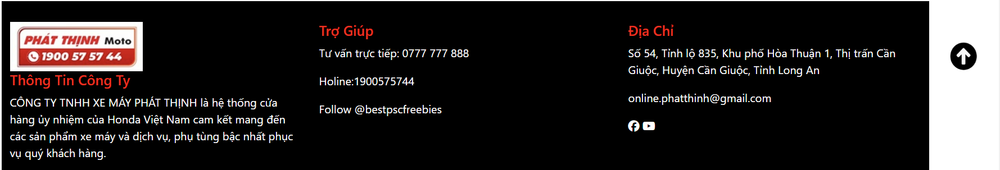 PHÁT THỊNH Moto
1900 57 57 44
Thông Tin Công Ty
CÔNG TY TNHH XE MÁY PHÁT THỊNH là hệ thống cửa
hàng ủy nhiệm của Honda Việt Nam cam kết mang đến
các sản phẩm xe máy và dịch vụ, phụ tùng bậc nhất phục
vụ quý khách hàng.
Trợ Giúp
Tư vấn trực tiếp: 0777 777 888
Holine:1900575744
Follow @bestpscfreebies
Địa Chỉ
Số 54, Tỉnh lộ 835, Khu phố Hòa Thuận 1, Thị trấn Cần
Giuộc, Huyện Cần Giuộc, Tỉnh Long An
online.phatthinh@gmail.com